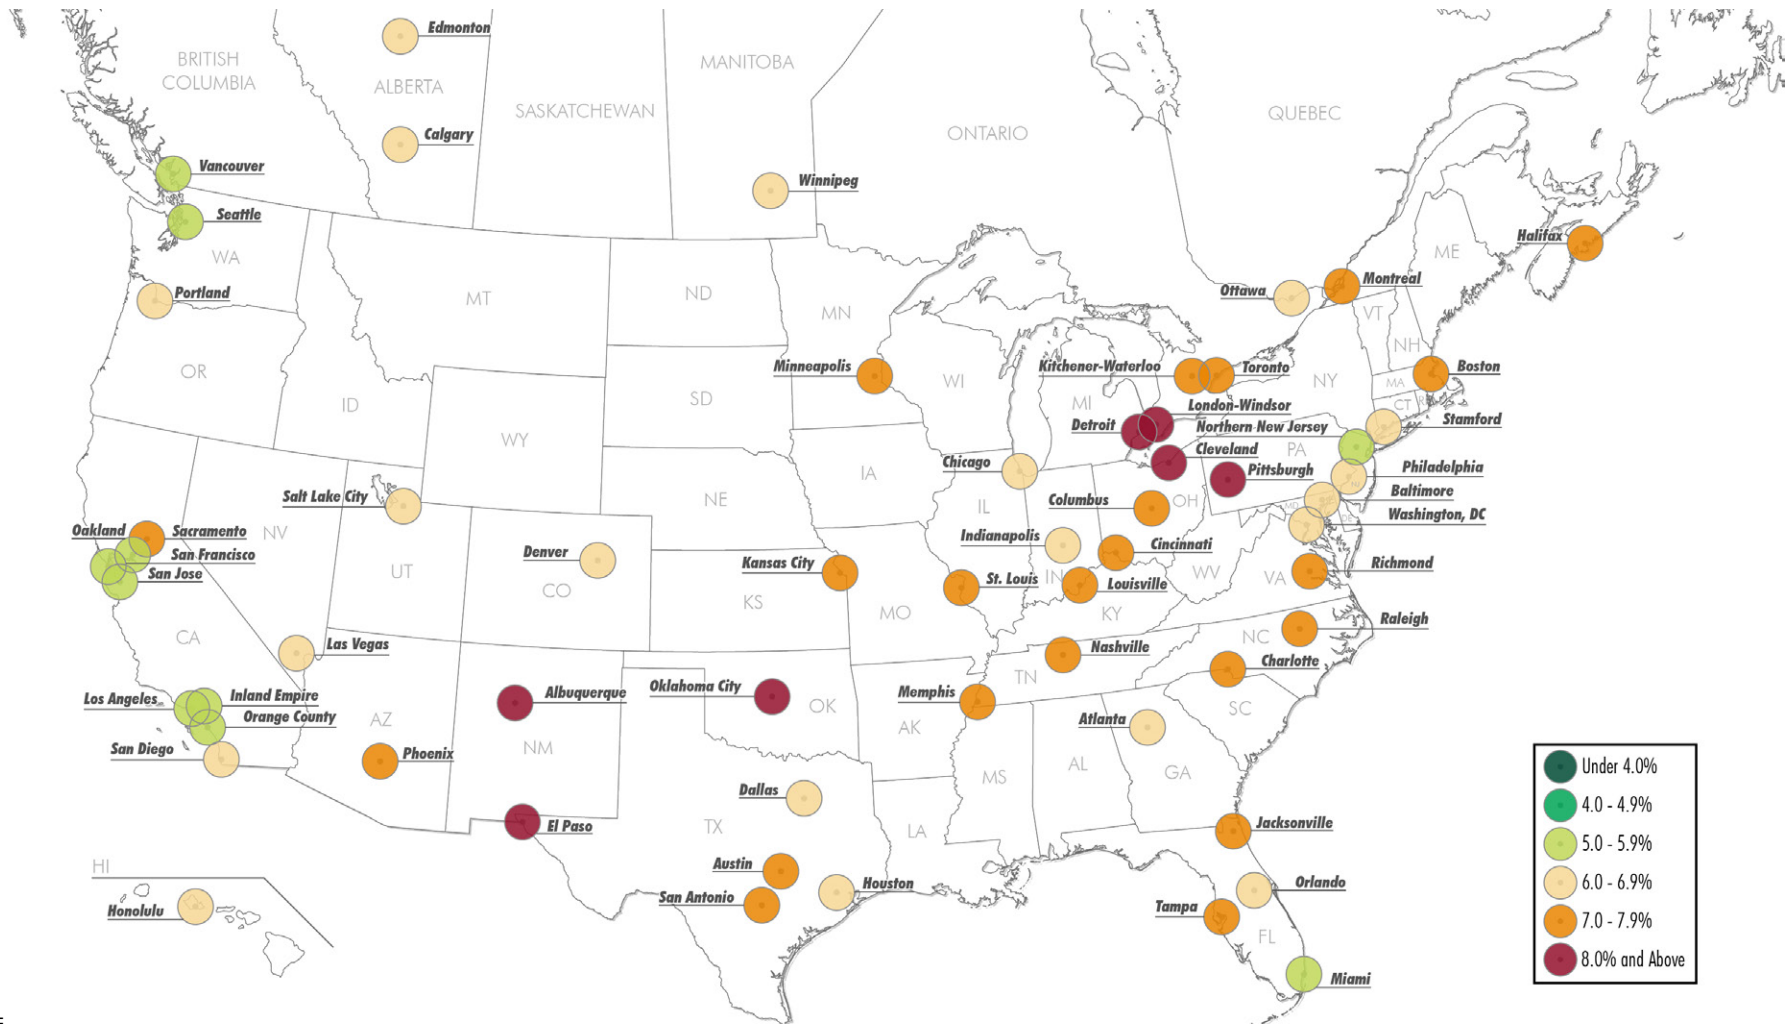 Edmonton
BRITISH
COLUMBIA
MANITOBA
ALBERTA
SASKATCHEWAN
QUEBEC
ONTARIO
Calgary
Vancouver
Winnipeg
Seattle
Halifax
WA
ME
Montreal
Portland
Ottawa
MT
ND
MN
VT
NH
Minneapolis
Kitchener-Waterloo
Toronto
Boston
OR
WI
NY
MA
ID
SD
MI
CT
RI
London-Windsor
Detroit
Northern New Jersey
Stamford
WY
PA
Cleveland
Chicago
Pittsburgh
Philadelphia
IA
NJ
Salt Lake City
NE
Columbus
OH
Baltimore
IL
MD
DE
Washington, DC
Oakland
Sacramento
NV
Indianapolis
San Francisco
Denver
Cincinnati
San Jose
UT
CO
Kansas City
St. Louis
IN
Louisville
WV
VA
Richmond
KS
MO
KY
Raleigh
CA
NC
Las Vegas
Nashville
Charlotte
TN
Los Angeles
Inland Empire
Albuquerque
Oklahoma City
OK
Memphis
SC
Orange County
AZ
AK
Atlanta
San Diego
Phoenix
NM
MS
AL
GA
Dallas
El Paso
TX
LA
Jacksonville
HI
Austin
Houston
San Antonio
Orlando
Honolulu
Tampa
FL
Miami
Under 4.0%
4.0 - 4.9%
5.0 - 5.9%
6.0 - 6.9%
7.0 - 7.9%
8.0% and Above